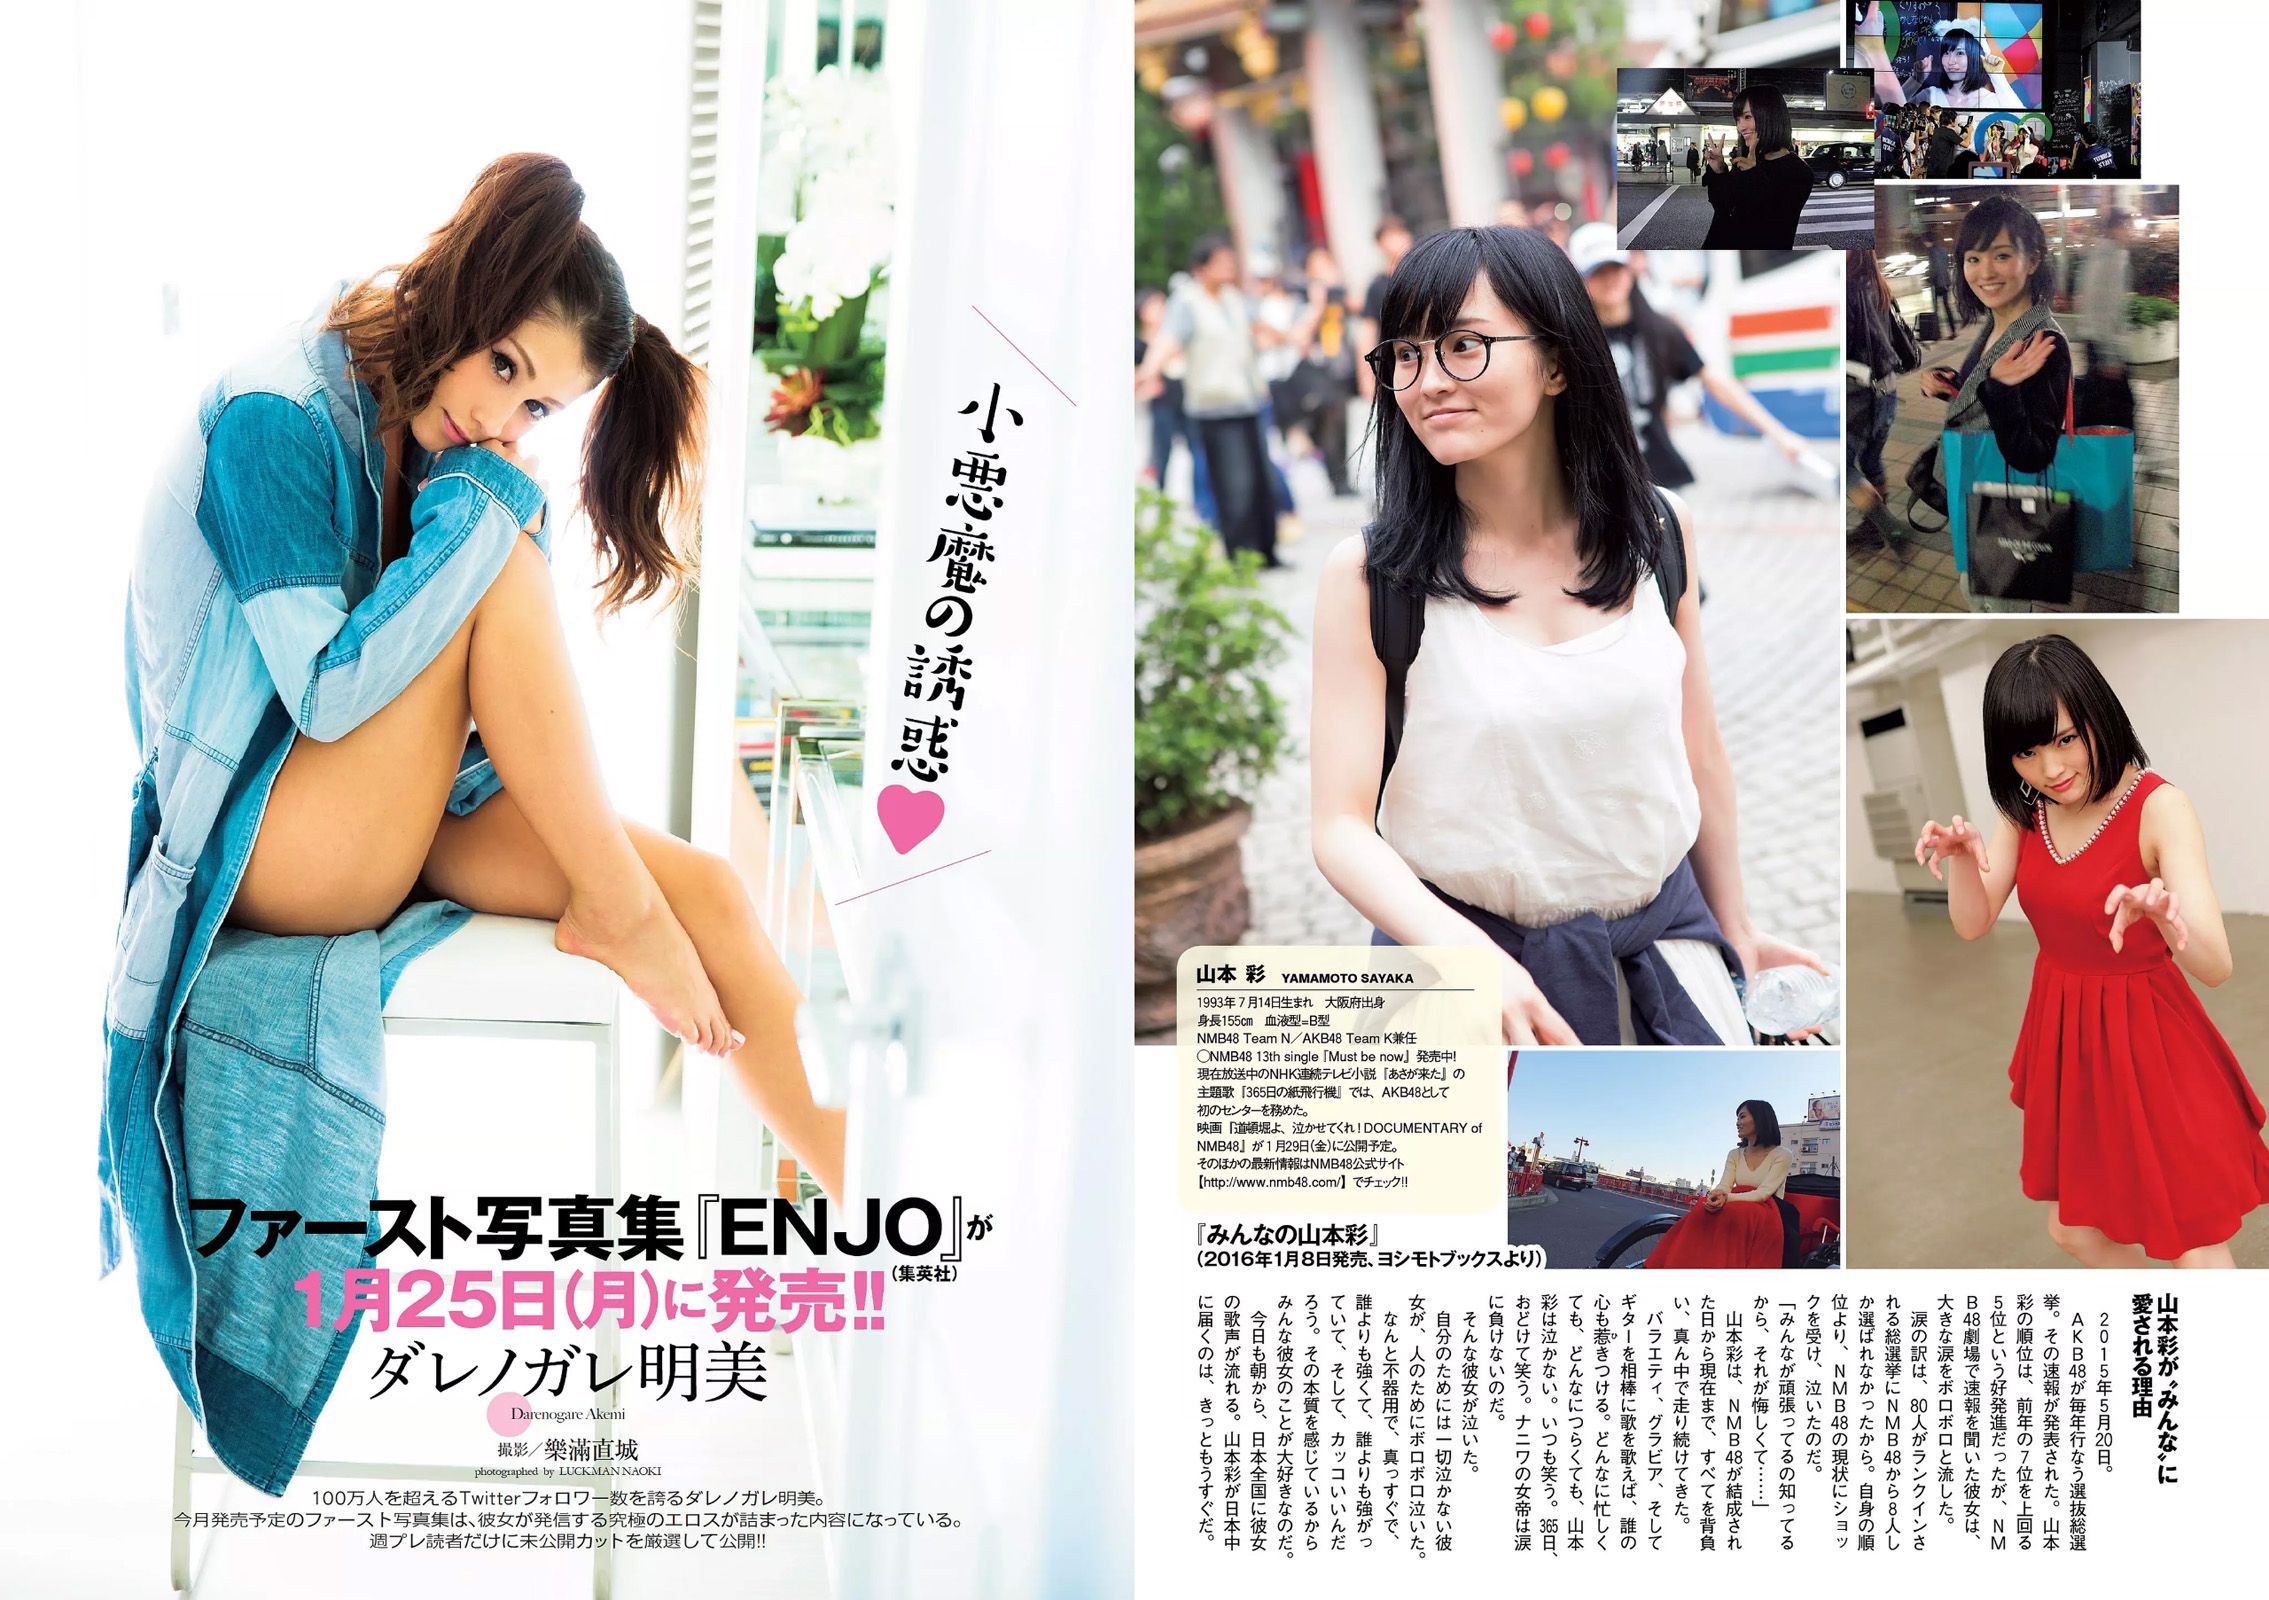 山本彩が〝みんな〟に
愛される理由
2015年5月20日。
AKB48が毎年行なう選抜総選
挙。その速報が発表された。山本
彩の順位は、前年の7位を上回る
5位という好発進だったが、NM
B48劇場で速報を聞いた彼女は、
大きな涙をボロボロと流した。
涙の訳は、80人がランクインさ
れる総選挙にNMB48から8人し
か選ばれなかったから。自身の順
位より、NMB48の現状にショッ
クを受け、泣いたのだ。
「みんなが頑張ってるの知ってる
から、それが悔しくて……」
山本彩は、NMB48が結成され
た日から現在まで、すべてを背負
い、真ん中で走り続けてきた。
バラエティ、グラビア、そして
ギターを相棒に歌を歌えば、誰の
心も惹きつける。どんなに忙しく
ても、どんなにつらくても、山本
彩は泣かない。いつも笑う。365日、
おどけて笑う。ナニワの女帝は涙
に負けないのだ。
そんな彼女が泣いた。
自分のためには一切泣かない彼
女が、人のためにボロボロ泣いた。
なんと不器用で、真っすぐで、
誰よりも強くて、誰よりも強がっ
ていて、そして、カッコいいんだ
ろう。その本質を感じているから
みんな彼女のことが大好きなのだ。
今日も朝から、日本全国に彼女
の歌声が流れる。山本彩が日本中
に届くのは、きっともうすぐだ。
山本 彩 YAMAMOTO SAYAKA
1993年7月14日生まれ 大阪府出身
身長155㎝ 血液型=B型
NMB48 Team N／AKB48 Team K兼任
◯NMB48 13th single『Must be now』発売中!
現在放送中のNHK連続テレビ小説『あさが来た』の
主題歌『365日の紙飛行機』では、AKB48として
初のセンターを務めた。
映画『道頓堀よ、泣かせてくれ！DOCUMENTARY of
NMB48』が1月29日(金)に公開予定。
そのほかの最新情報はNMB48公式サイト
【http://www.nmb48.com/】でチェック!!
『みんなの山本彩』
(2016年1月8日発売、ヨシモトブックスより)
小悪魔の誘惑♥
ファースト写真集『ENJO』が
(集英社)
1月25日(月)に発売!!
ダレノガレ明美
Darenogare Akemi
撮影／樂滿直城
photographed by LUCKMAN NAOKI
100万人を超えるTwitterフォロワー数を誇るダレノガレ明美。
今月発売予定のファースト写真集は、彼女が発信する究極のエロスが詰まった内容になっている。
週プレ読者だけに未公開カットを厳選して公開!!